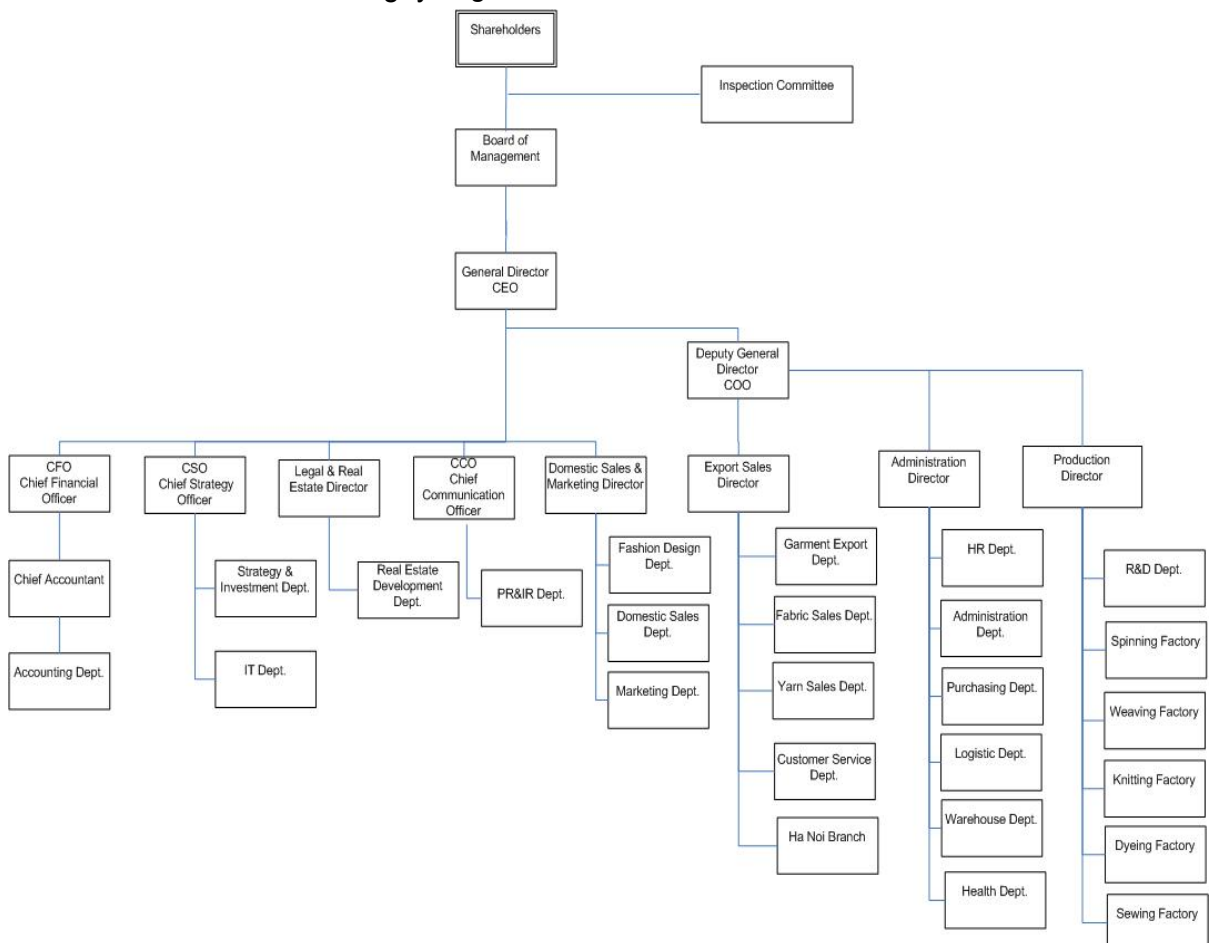 Shareholders
Inspection Committee
Board of
Management
General Director
CEO
Deputy General
Director
COO
CFO
Chief Financial
Officer
CSO
Chief Strategy
Officer
Legal & Real
Estate Director
CCO
Chief
Communication
Officer
Domestic Sales &
Marketing Director
Export Sales
Director
Administration
Director
Production
Director
Chief Accountant
Accounting Dept.
Strategy &
Investment Dept.
IT Dept.
Real Estate
Development
Dept.
PR&IR Dept.
Fashion Design
Dept.
Domestic Sales
Dept.
Marketing Dept.
Garment Export
Dept.
Fabric Sales Dept.
Yarn Sales Dept.
Customer Service
Dept.
Ha Noi Branch
HR Dept.
Administration
Dept.
Purchasing Dept.
Logistic Dept.
Warehouse Dept.
Health Dept.
R&D Dept.
Spinning Factory
Weaving Factory
Knitting Factory
Dyeing Factory
Sewing Factory